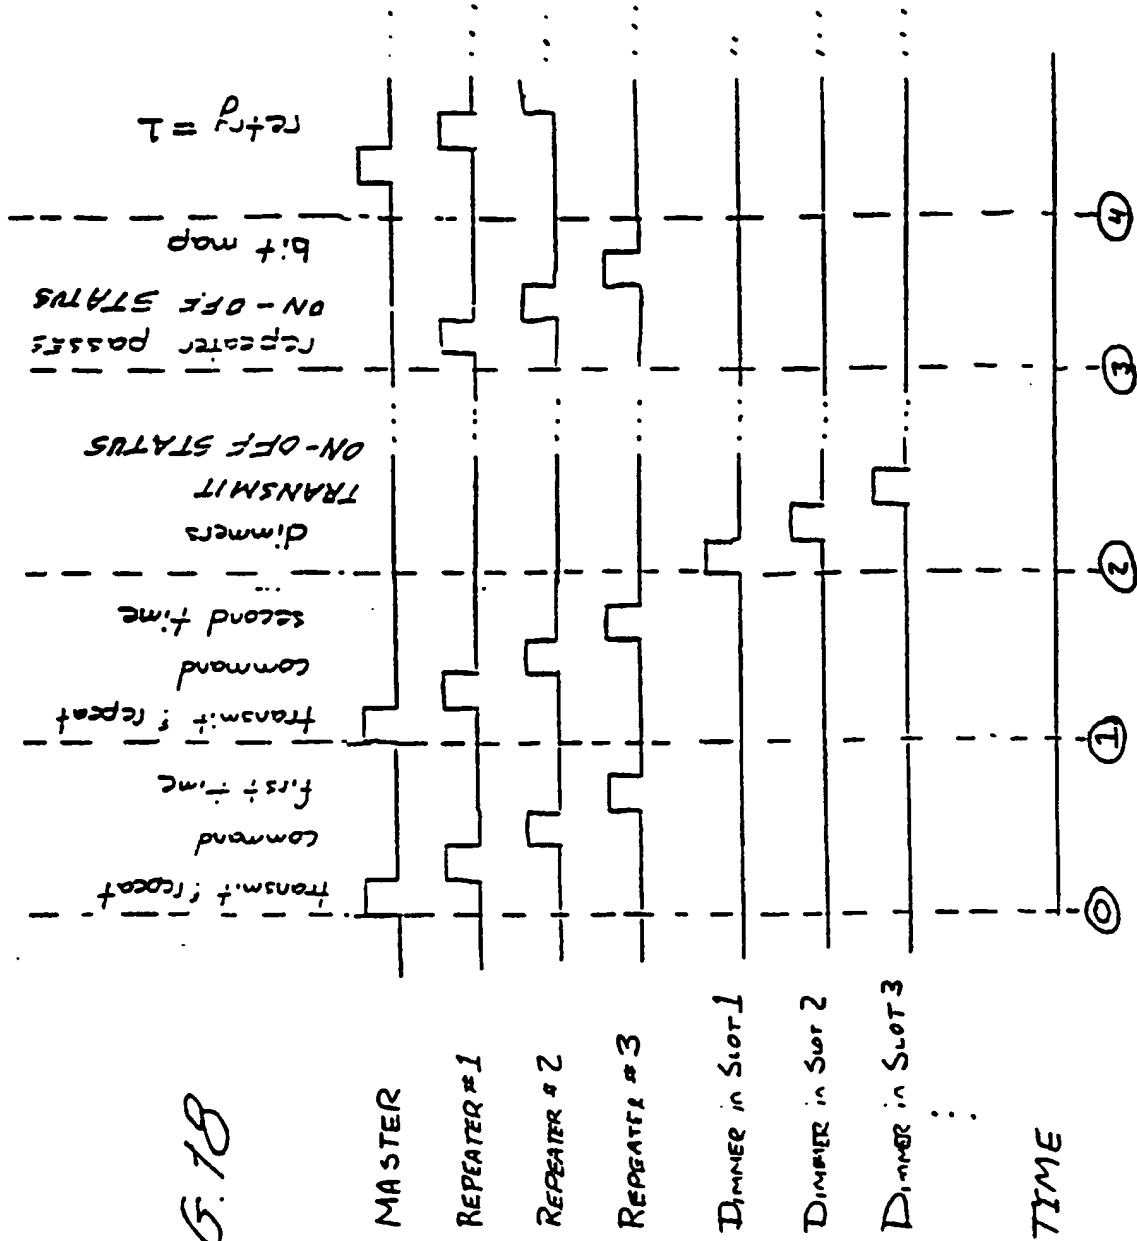 G. 18
transmit & repeat
command
first time
transmit & repeat
command
second time
...
dimmers
TRANSMIT
ON-OFF STATUS
repeater passes
ON-OFF STATUS
bit map
retry = 1
MASTER ...
REPEATER #1 ... ...
REPEATER #2 ... ...
REPEATER #3 ... ...
DIMMER in SLOT 1 ... ..
DIMMER in SLOT 2 ... ...
DIMMER in SLOT 3 ... ...
⋮
TIME
0 1 2 3 4